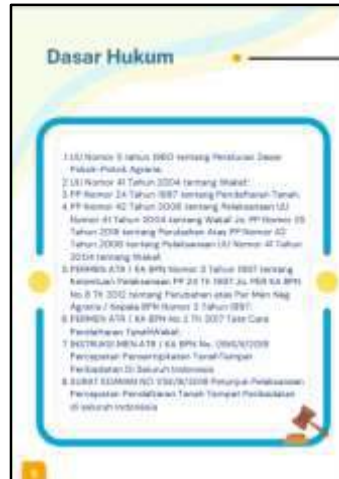 Dasar Hukum
1. UU Nomor 5 tahun 1960 tentang Peraturan Dasar
Pokok-Pokok Agraria.
2. UU Nomor 41 Tahun 2004 tentang Wakaf.
3. PP Nomor 24 Tahun 1997 tentang Pendaftaran Tanah.
4. PP Nomor 42 Tahun 2006 tentang Pelaksanaan UU
Nomor 41 Tahun 2004 tentang Wakaf Jo. PP Nomor 25
Tahun 2018 tentang Perubahan Atas PP Nomor 42
Tahun 2006 tentang Pelaksanaan UU Nomor 41 Tahun
2004 tentang Wakaf.
5. PERMEN ATR / KA BPN Nomor 3 Tahun 1997 tentang
Ketentuan Pelaksanaan PP 24 Th 1997 Jo. PER KA BPN
No.8 Th 2012 tentang Perubahan atas Per Men Neg
Agraria / Kepala BPN Nomor 3 Tahun 1997.
6. PERMEN ATR / KA BPN No.2 Th 2017 Tata Cara
Pendaftaran Tanah Wakaf.
7. INSTRUKSI MEN ATR / KA BPN No. /2018
Percepatan Pensertipikatan Tanah Tempat
Peribadatan Di Seluruh Indonesia
8. SURAT EDARAN NO. /2018 Petunjuk Pelaksanaan
Percepatan Pendaftaran Tanah Tempat Peribadatan
di seluruh Indonesia